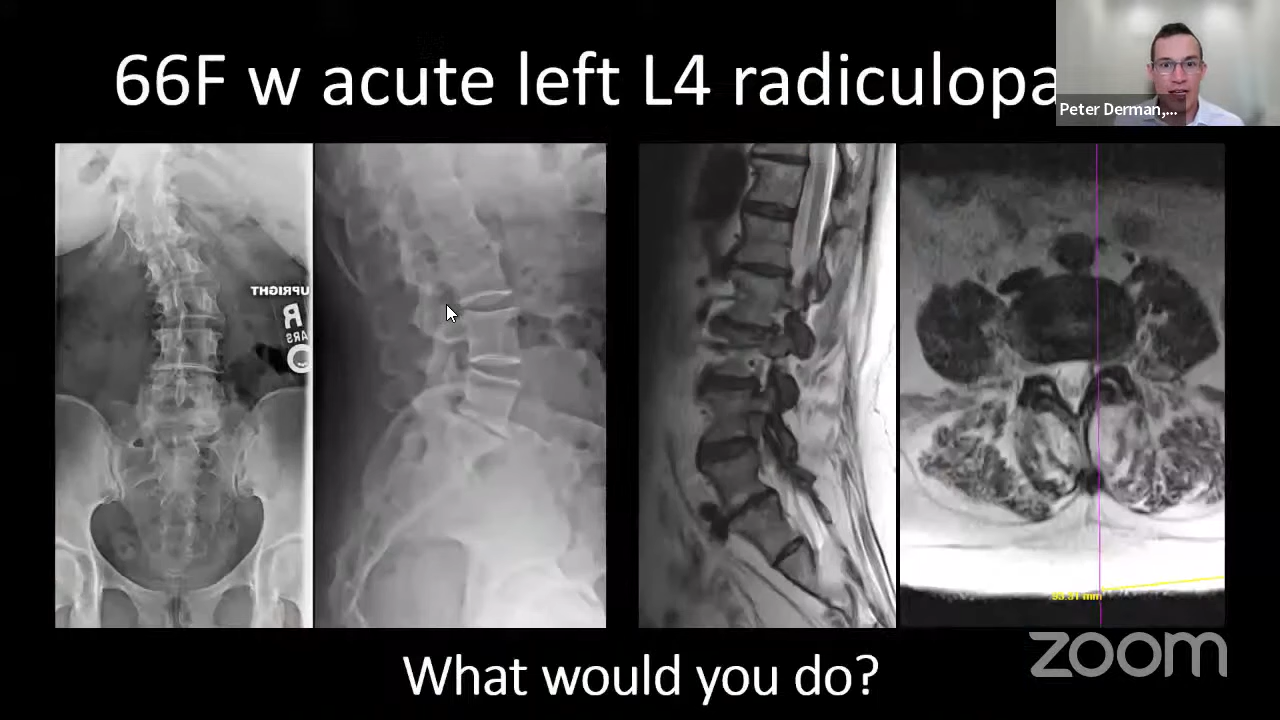 66F w acute left L4 radiculopa
Peter Derman,...
UPRIGHT
R
zoom
What would you do?